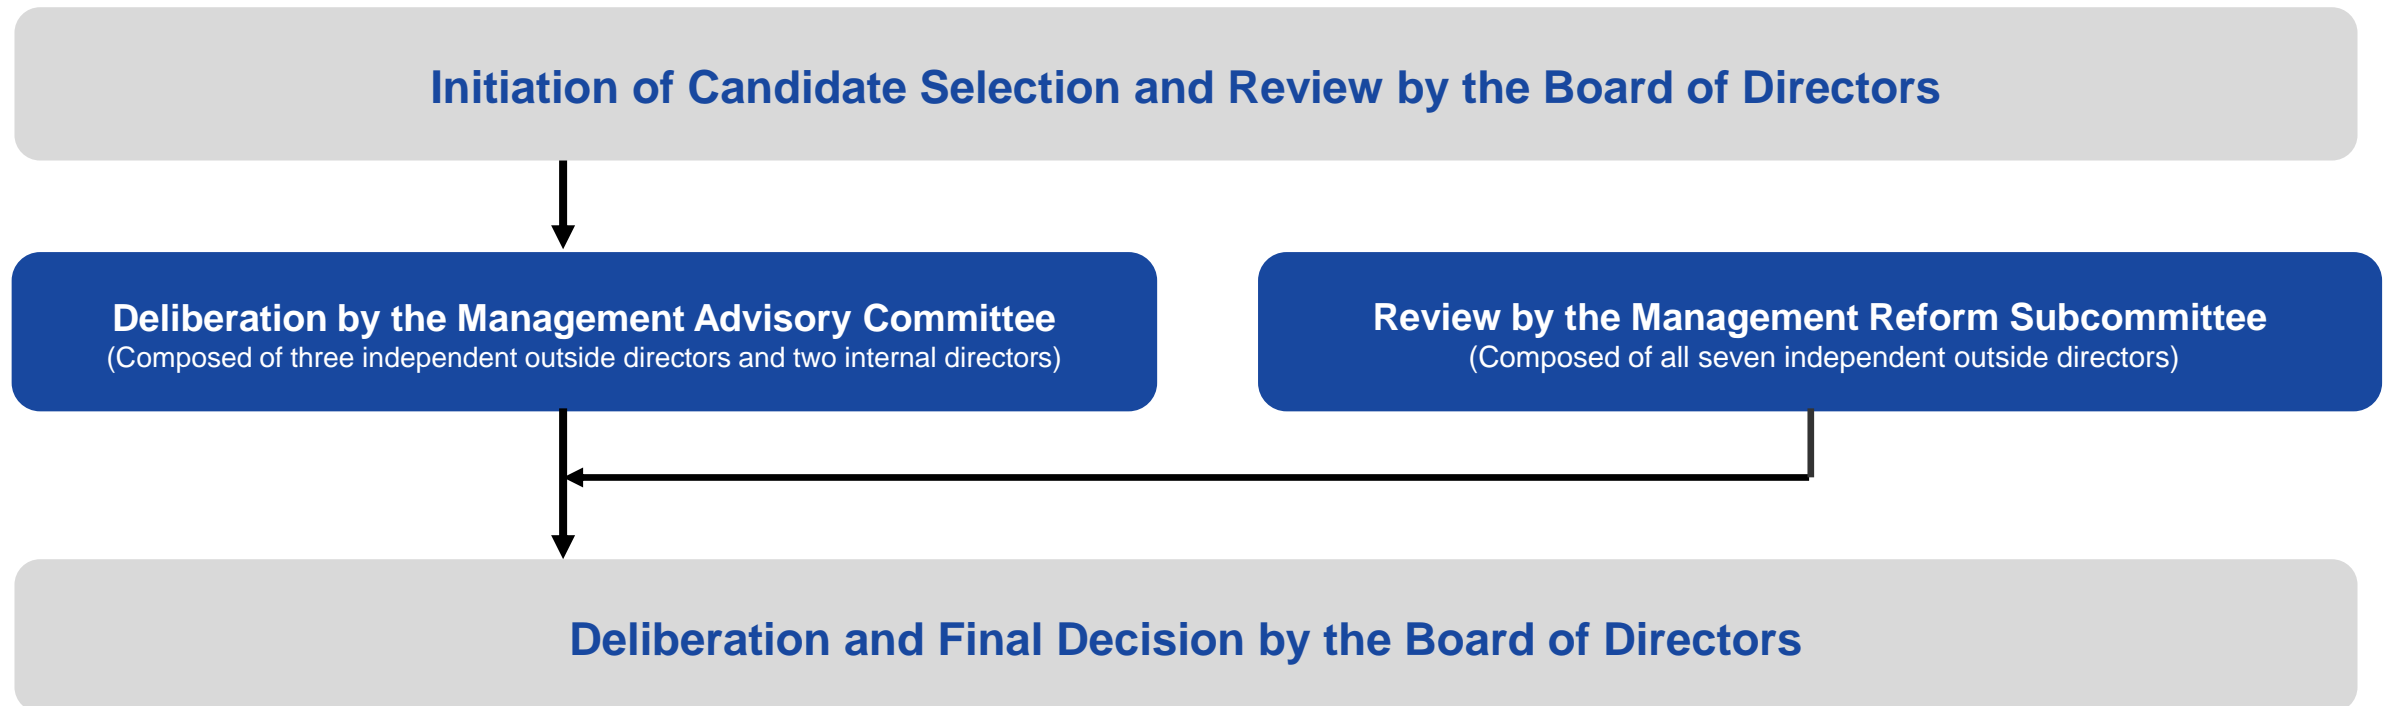 Initiation of Candidate Selection and Review by the Board of Directors
Deliberation by the Management Advisory Committee
(Composed of three independent outside directors and two internal directors)
Review by the Management Reform Subcommittee
(Composed of all seven independent outside directors)
Deliberation and Final Decision by the Board of Directors